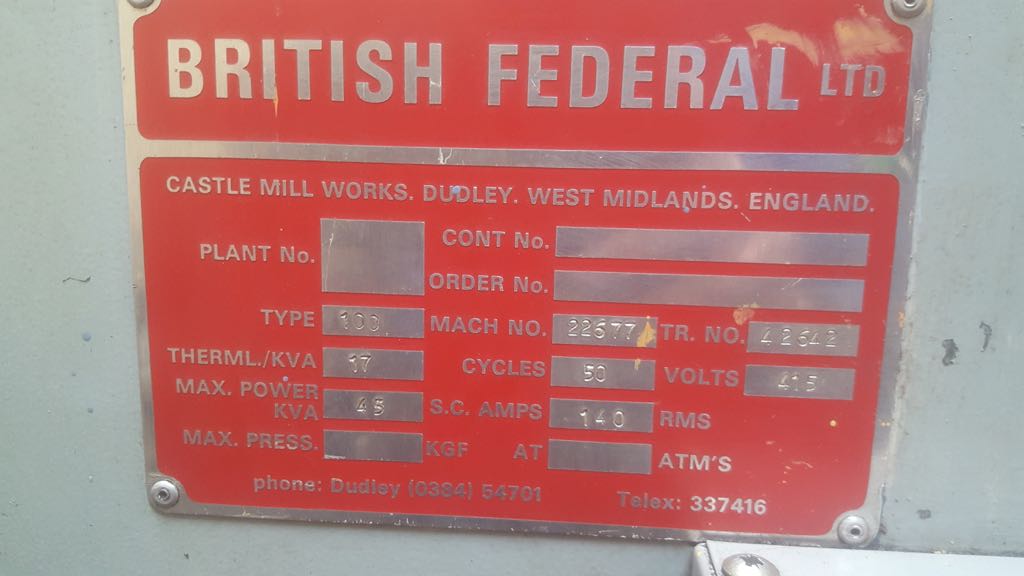 BRITISH FEDERAL LTD
CASTLE MILL WORKS. DUDLEY. WEST MIDLANDS. ENGLAND.
PLANT No. CONT No.
ORDER No.
TYPE 100 MACH NO. 22677 TR. NO. 42642
THERML./KVA 17 CYCLES 50 VOLTS 415
MAX. POWER KVA 45 S.C. AMPS 140 RMS
MAX. PRESS. KGF AT ATM'S
phone: Dudley (0384) 54701 Telex: 337416